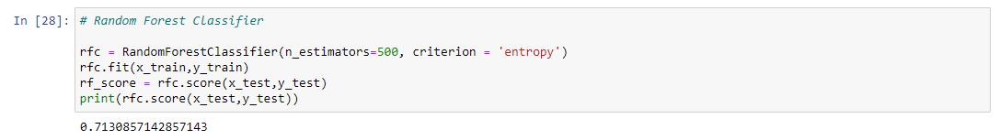 In [28]: # Random Forest Classifier
rfc = RandomForestClassifier(n_estimators=500, criterion = 'entropy')
rfc.fit(x_train,y_train)
rf_score = rfc.score(x_test,y_test)
print(rfc.score(x_test,y_test))
0.7130857142857143